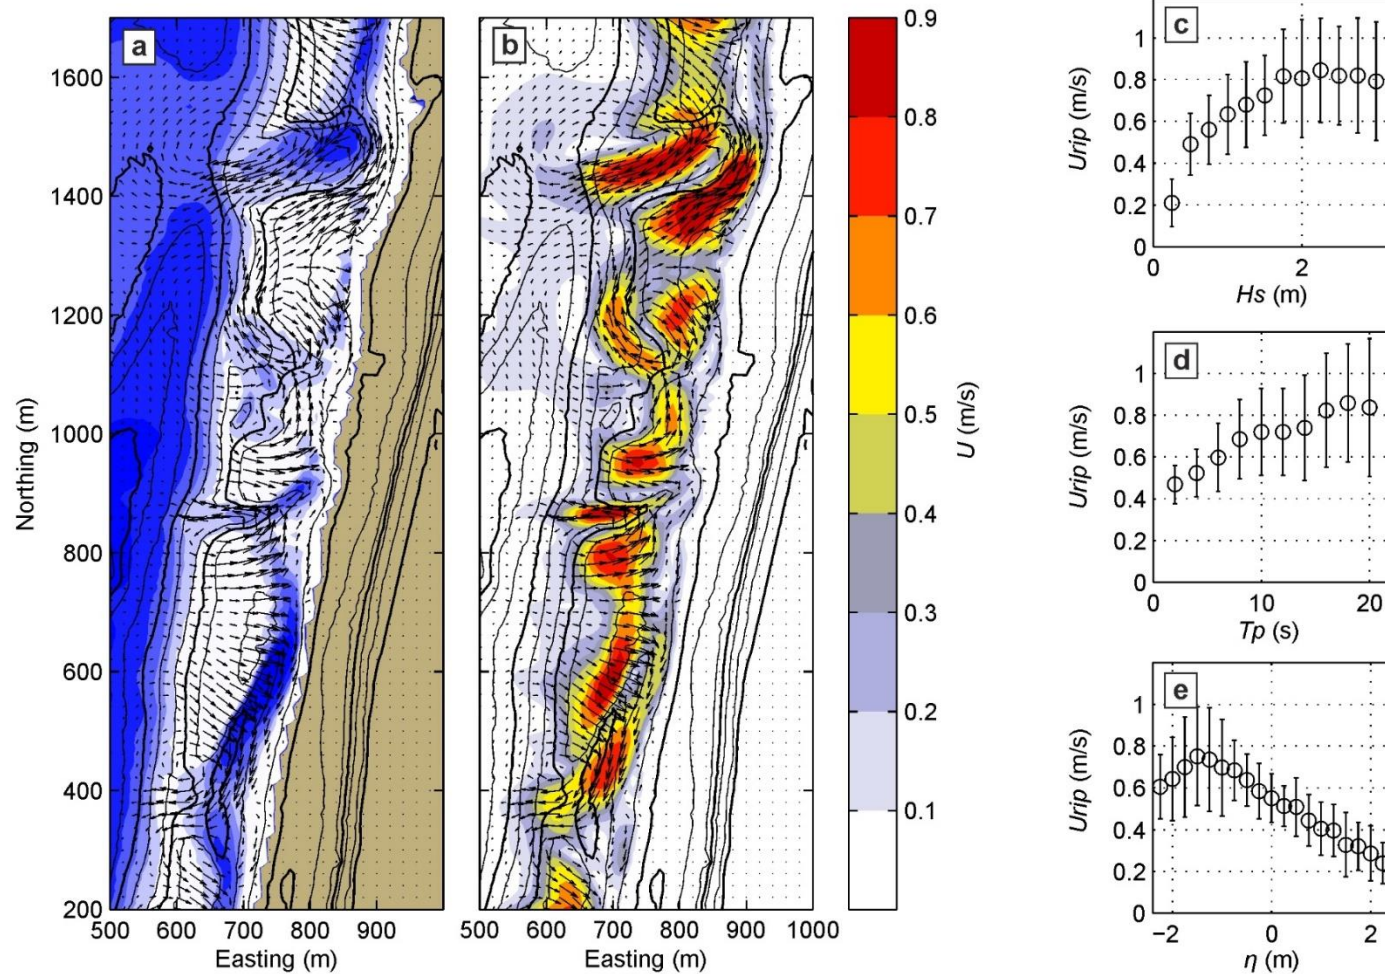 a
b
1600
1400
1200
1000
800
600
400
200
Northing (m)
500 600 700 800 900
Easting (m)
500 600 700 800 900 1000
Easting (m)
0.9
0.8
0.7
0.6
0.5
0.4
0.3
0.2
0.1
U (m/s)
c
1
0.8
0.6
0.4
0.2
0
Urip (m/s)
0 2
Hs (m)
d
1
0.8
0.6
0.4
0.2
0
Urip (m/s)
0 10 20
Tp (s)
e
1
0.8
0.6
0.4
0.2
0
Urip (m/s)
−2 0 2
η (m)